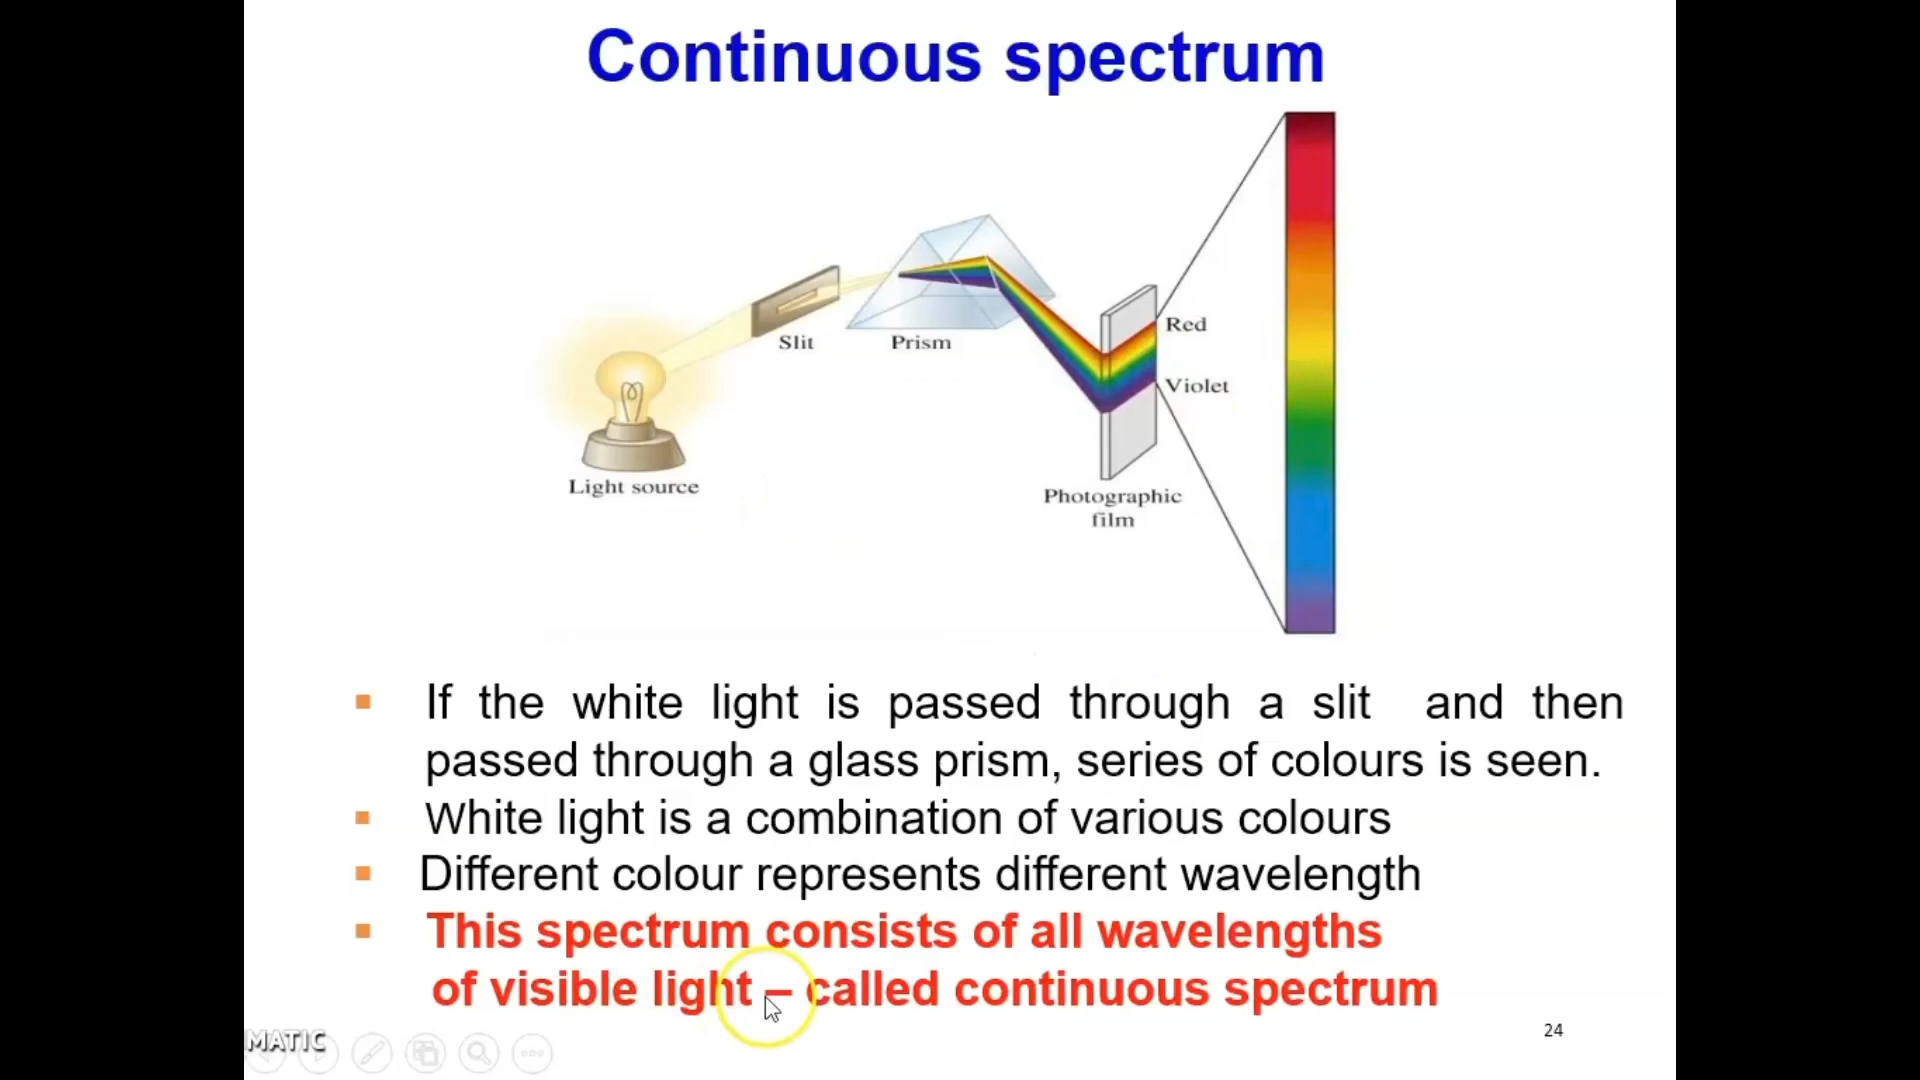 Continuous spectrum
Slit
Prism
Red
Violet
Light source
Photographic
film
If the white light is passed through a slit and then
passed through a glass prism, series of colours is seen.
White light is a combination of various colours
Different colour represents different wavelength
This spectrum consists of all wavelengths
of visible light – called continuous spectrum
24
MATIC